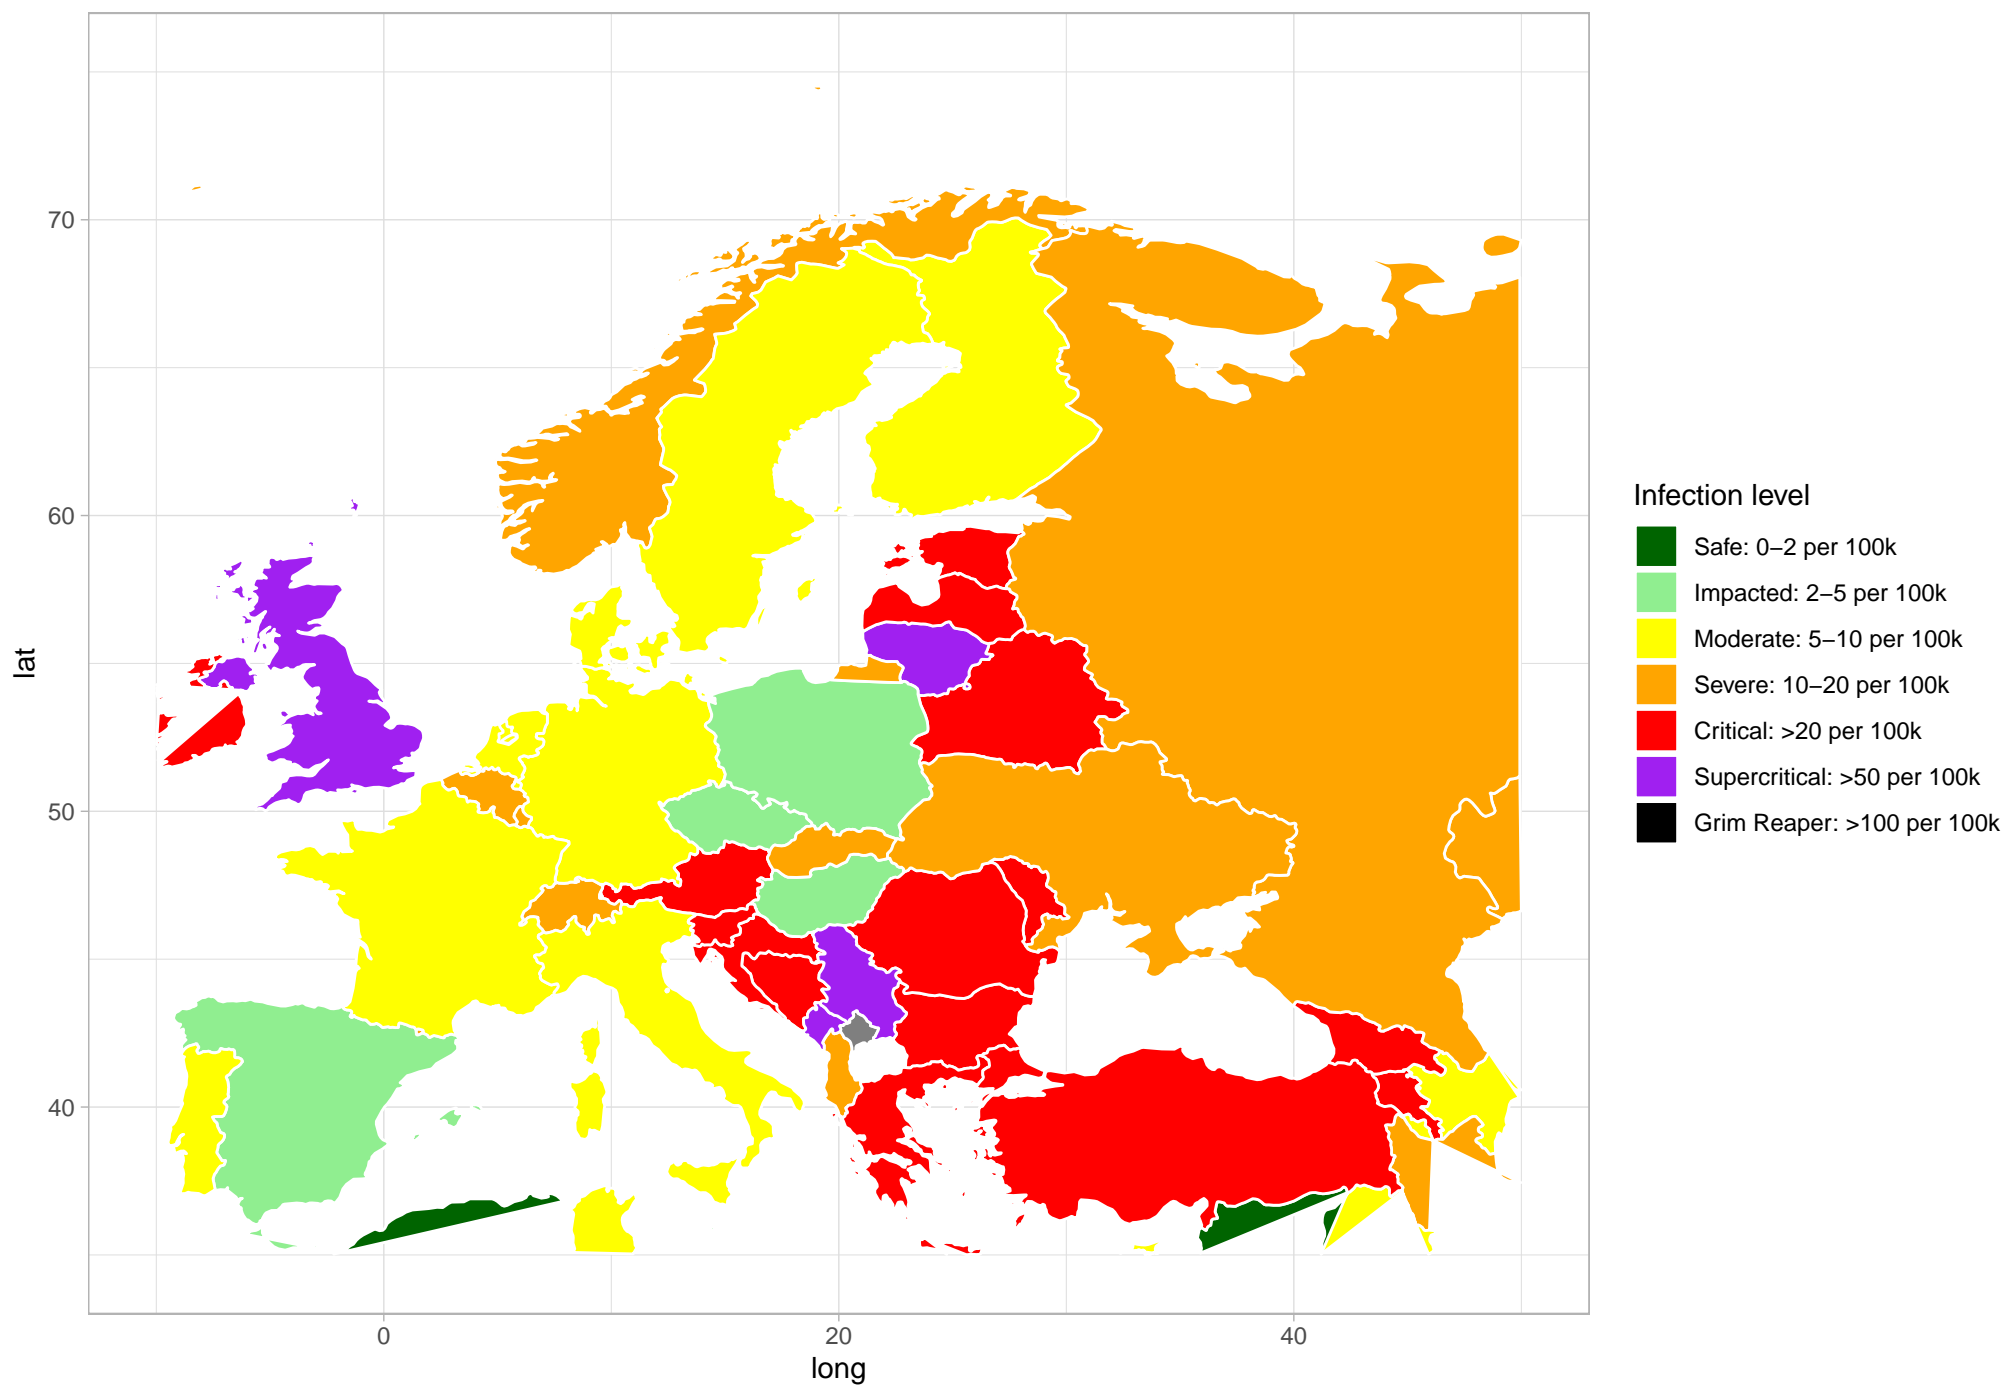 70
60
50
40
lat
0
20
40
long
Infection level
Safe: 0−2 per 100k
Impacted: 2−5 per 100k
Moderate: 5−10 per 100k
Severe: 10−20 per 100k
Critical: >20 per 100k
Supercritical: >50 per 100k
Grim Reaper: >100 per 100k